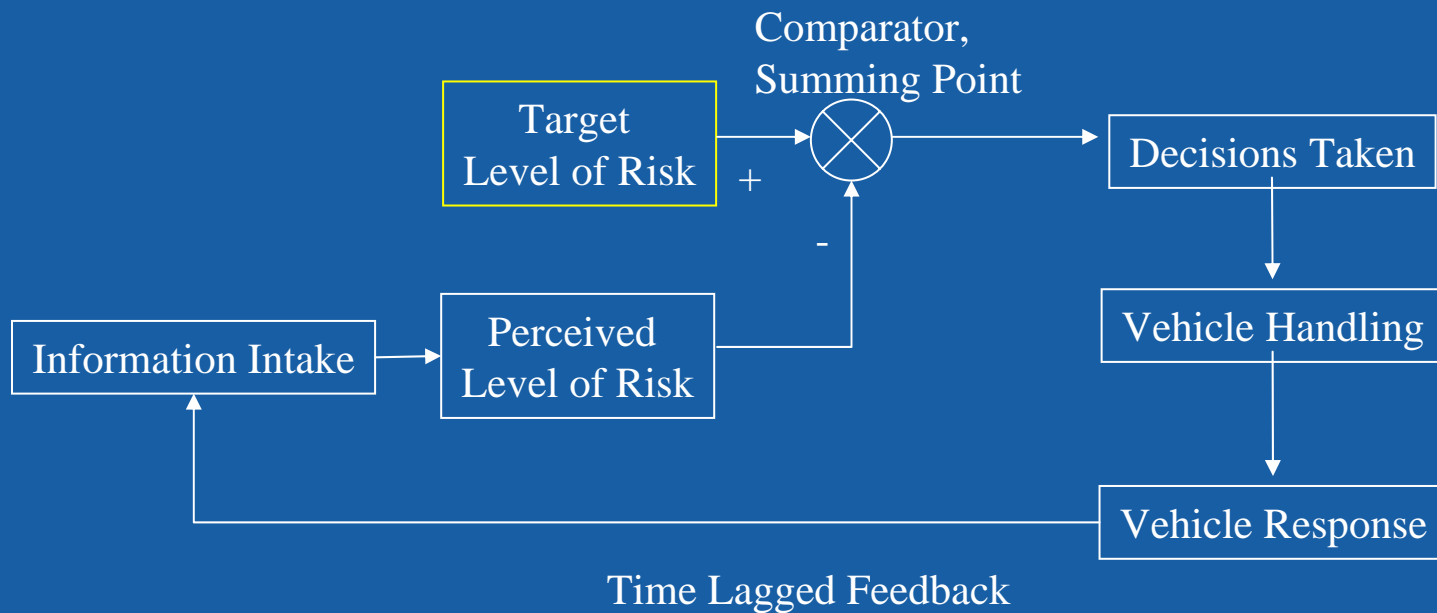 Comparator,
Summing Point
Target
Level of Risk
+
-
Decisions Taken
Perceived
Level of Risk
Information Intake
Vehicle Handling
Vehicle Response
Time Lagged Feedback